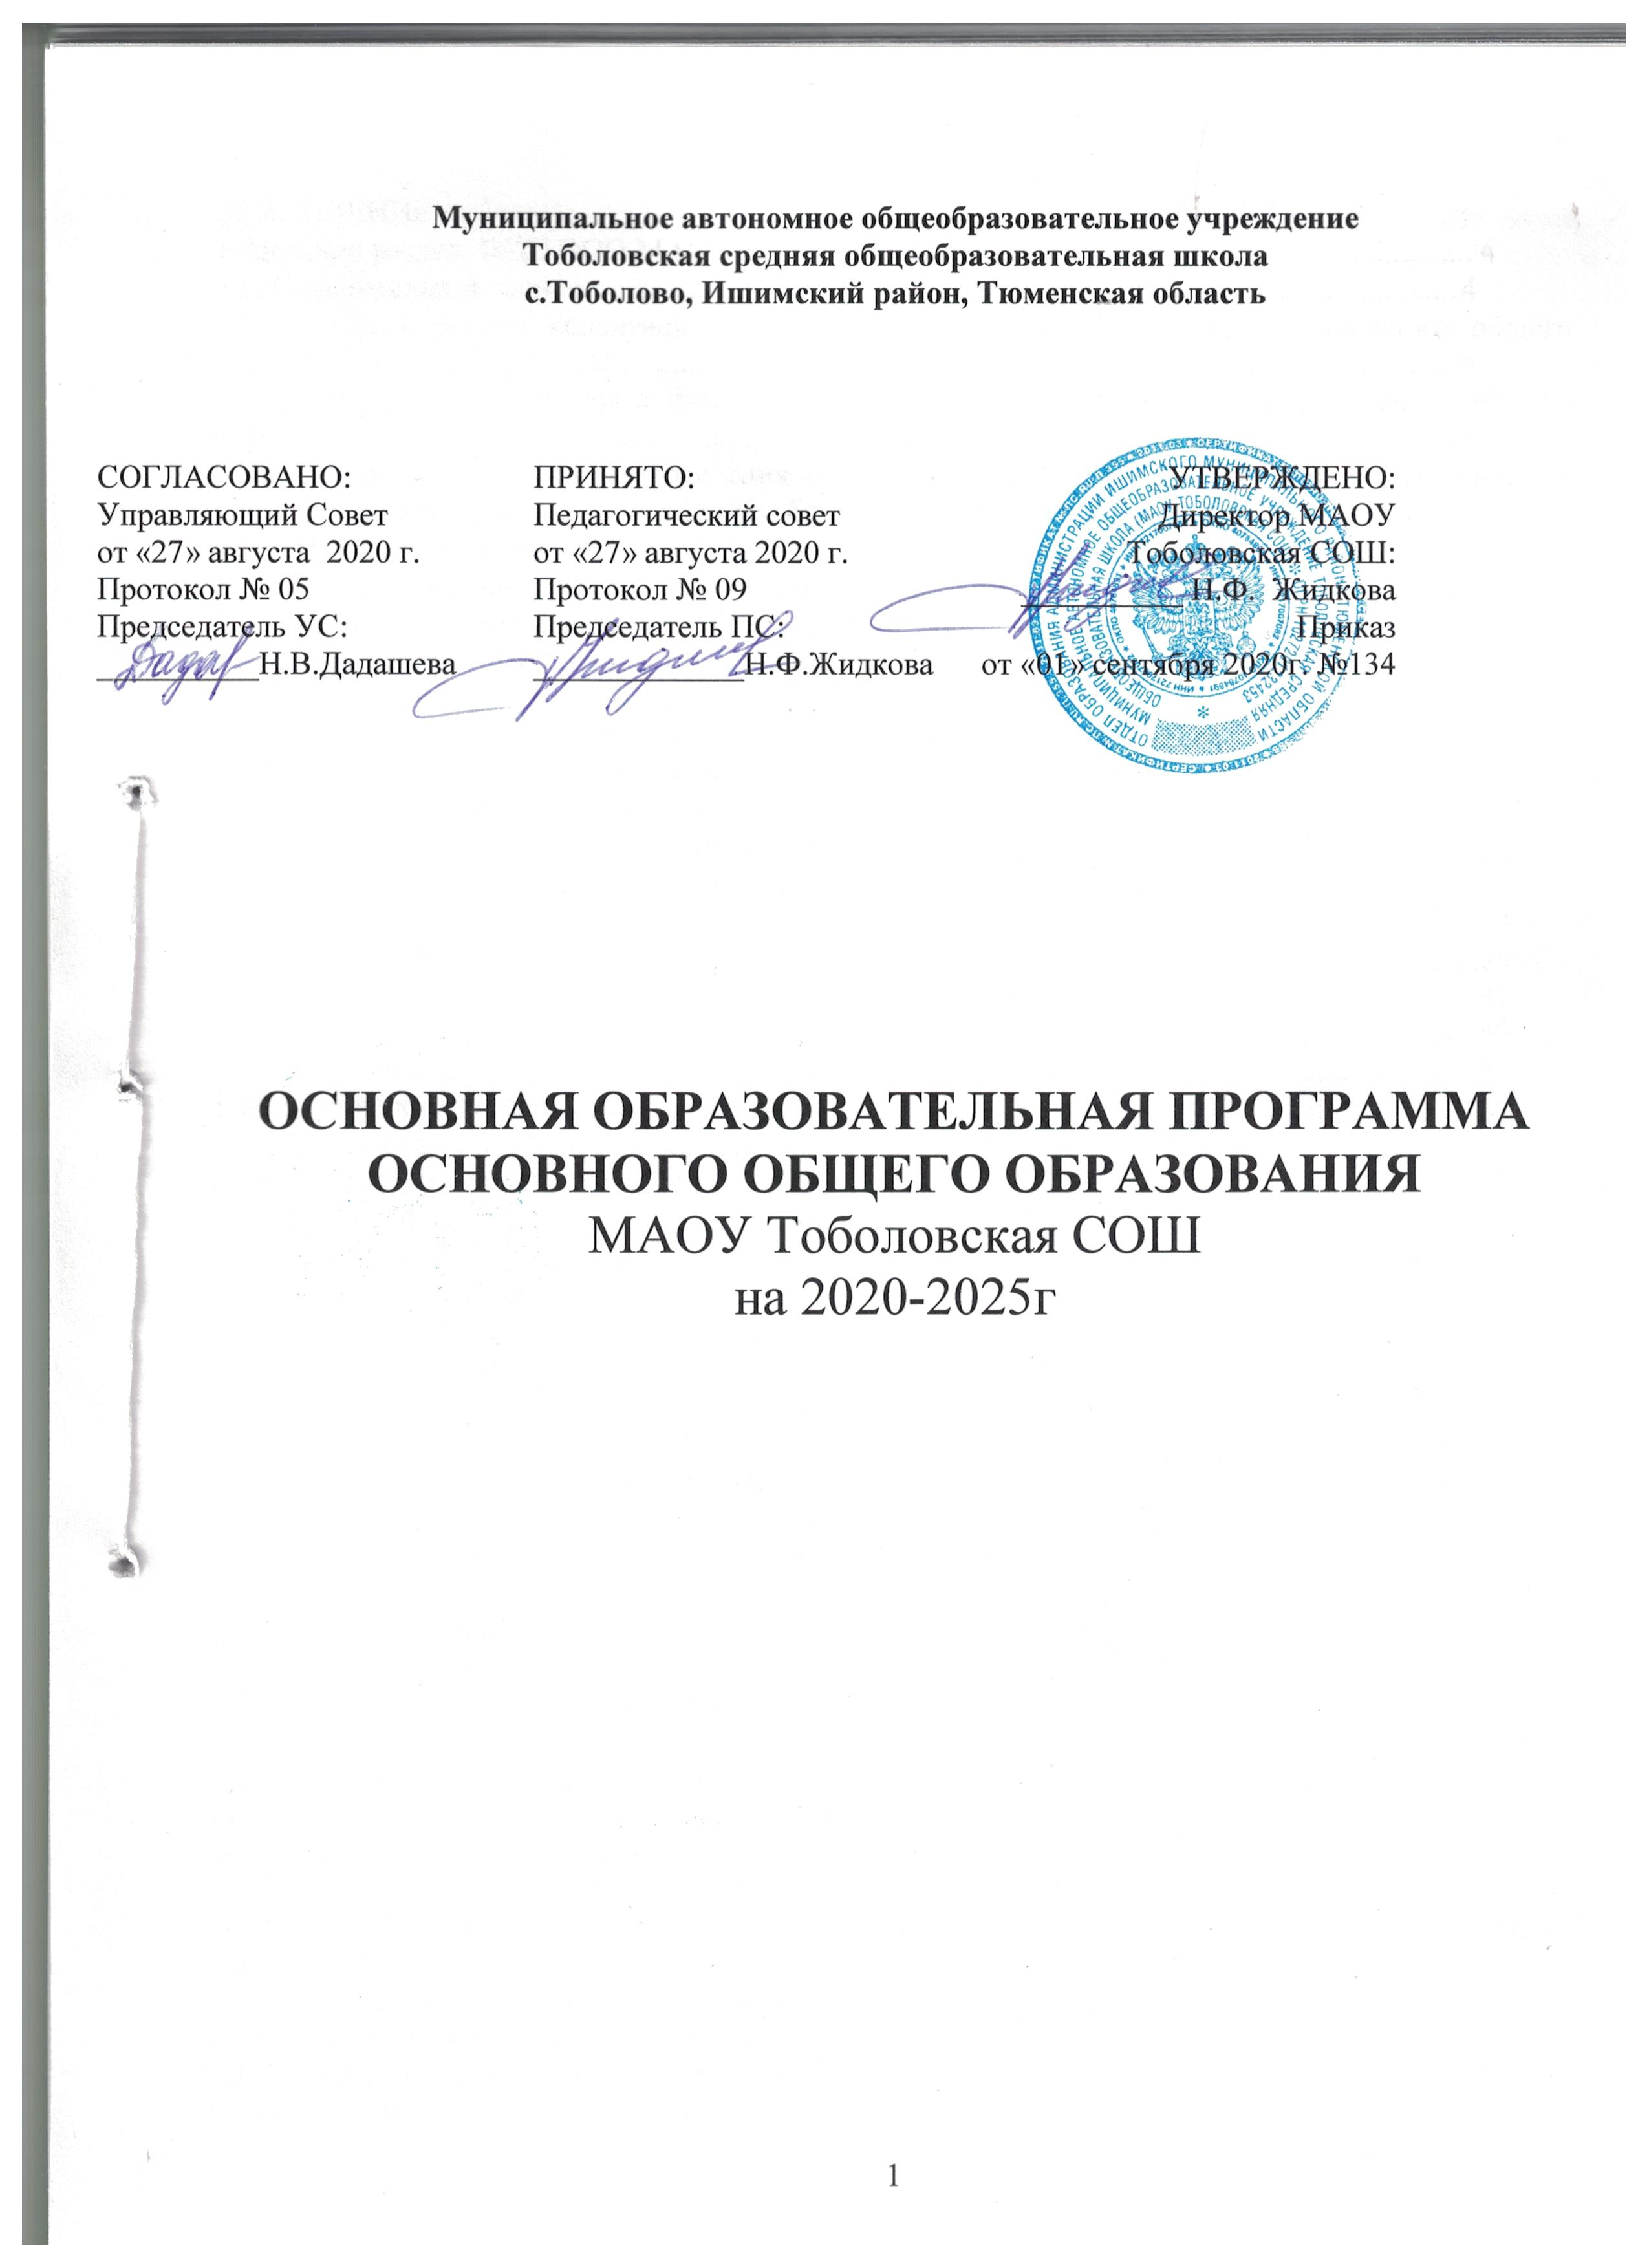 Муниципальное автономное общеобразовательное учреждение
Тоболовская средняя общеобразовательная школа
с.Тоболово, Ишимский район, Тюменская область
СОГЛАСОВАНО:
Управляющий Совет
от «27» августа 2020 г.
Протокол № 05
Председатель УС:
__________Н.В.Дадашева
ПРИНЯТО:
Педагогический совет
от «27» августа 2020 г.
Протокол № 09
Председатель ПС:
_____________Н.Ф.Жидкова
УТВЕРЖДЕНО:
Директор МАОУ
Тоболовская СОШ:
__________ Н.Ф. Жидкова
Приказ
от «01» сентября 2020г. №134
ОСНОВНАЯ ОБРАЗОВАТЕЛЬНАЯ ПРОГРАММА
ОСНОВНОГО ОБЩЕГО ОБРАЗОВАНИЯ
МАОУ Тоболовская СОШ
на 2020-2025г
1